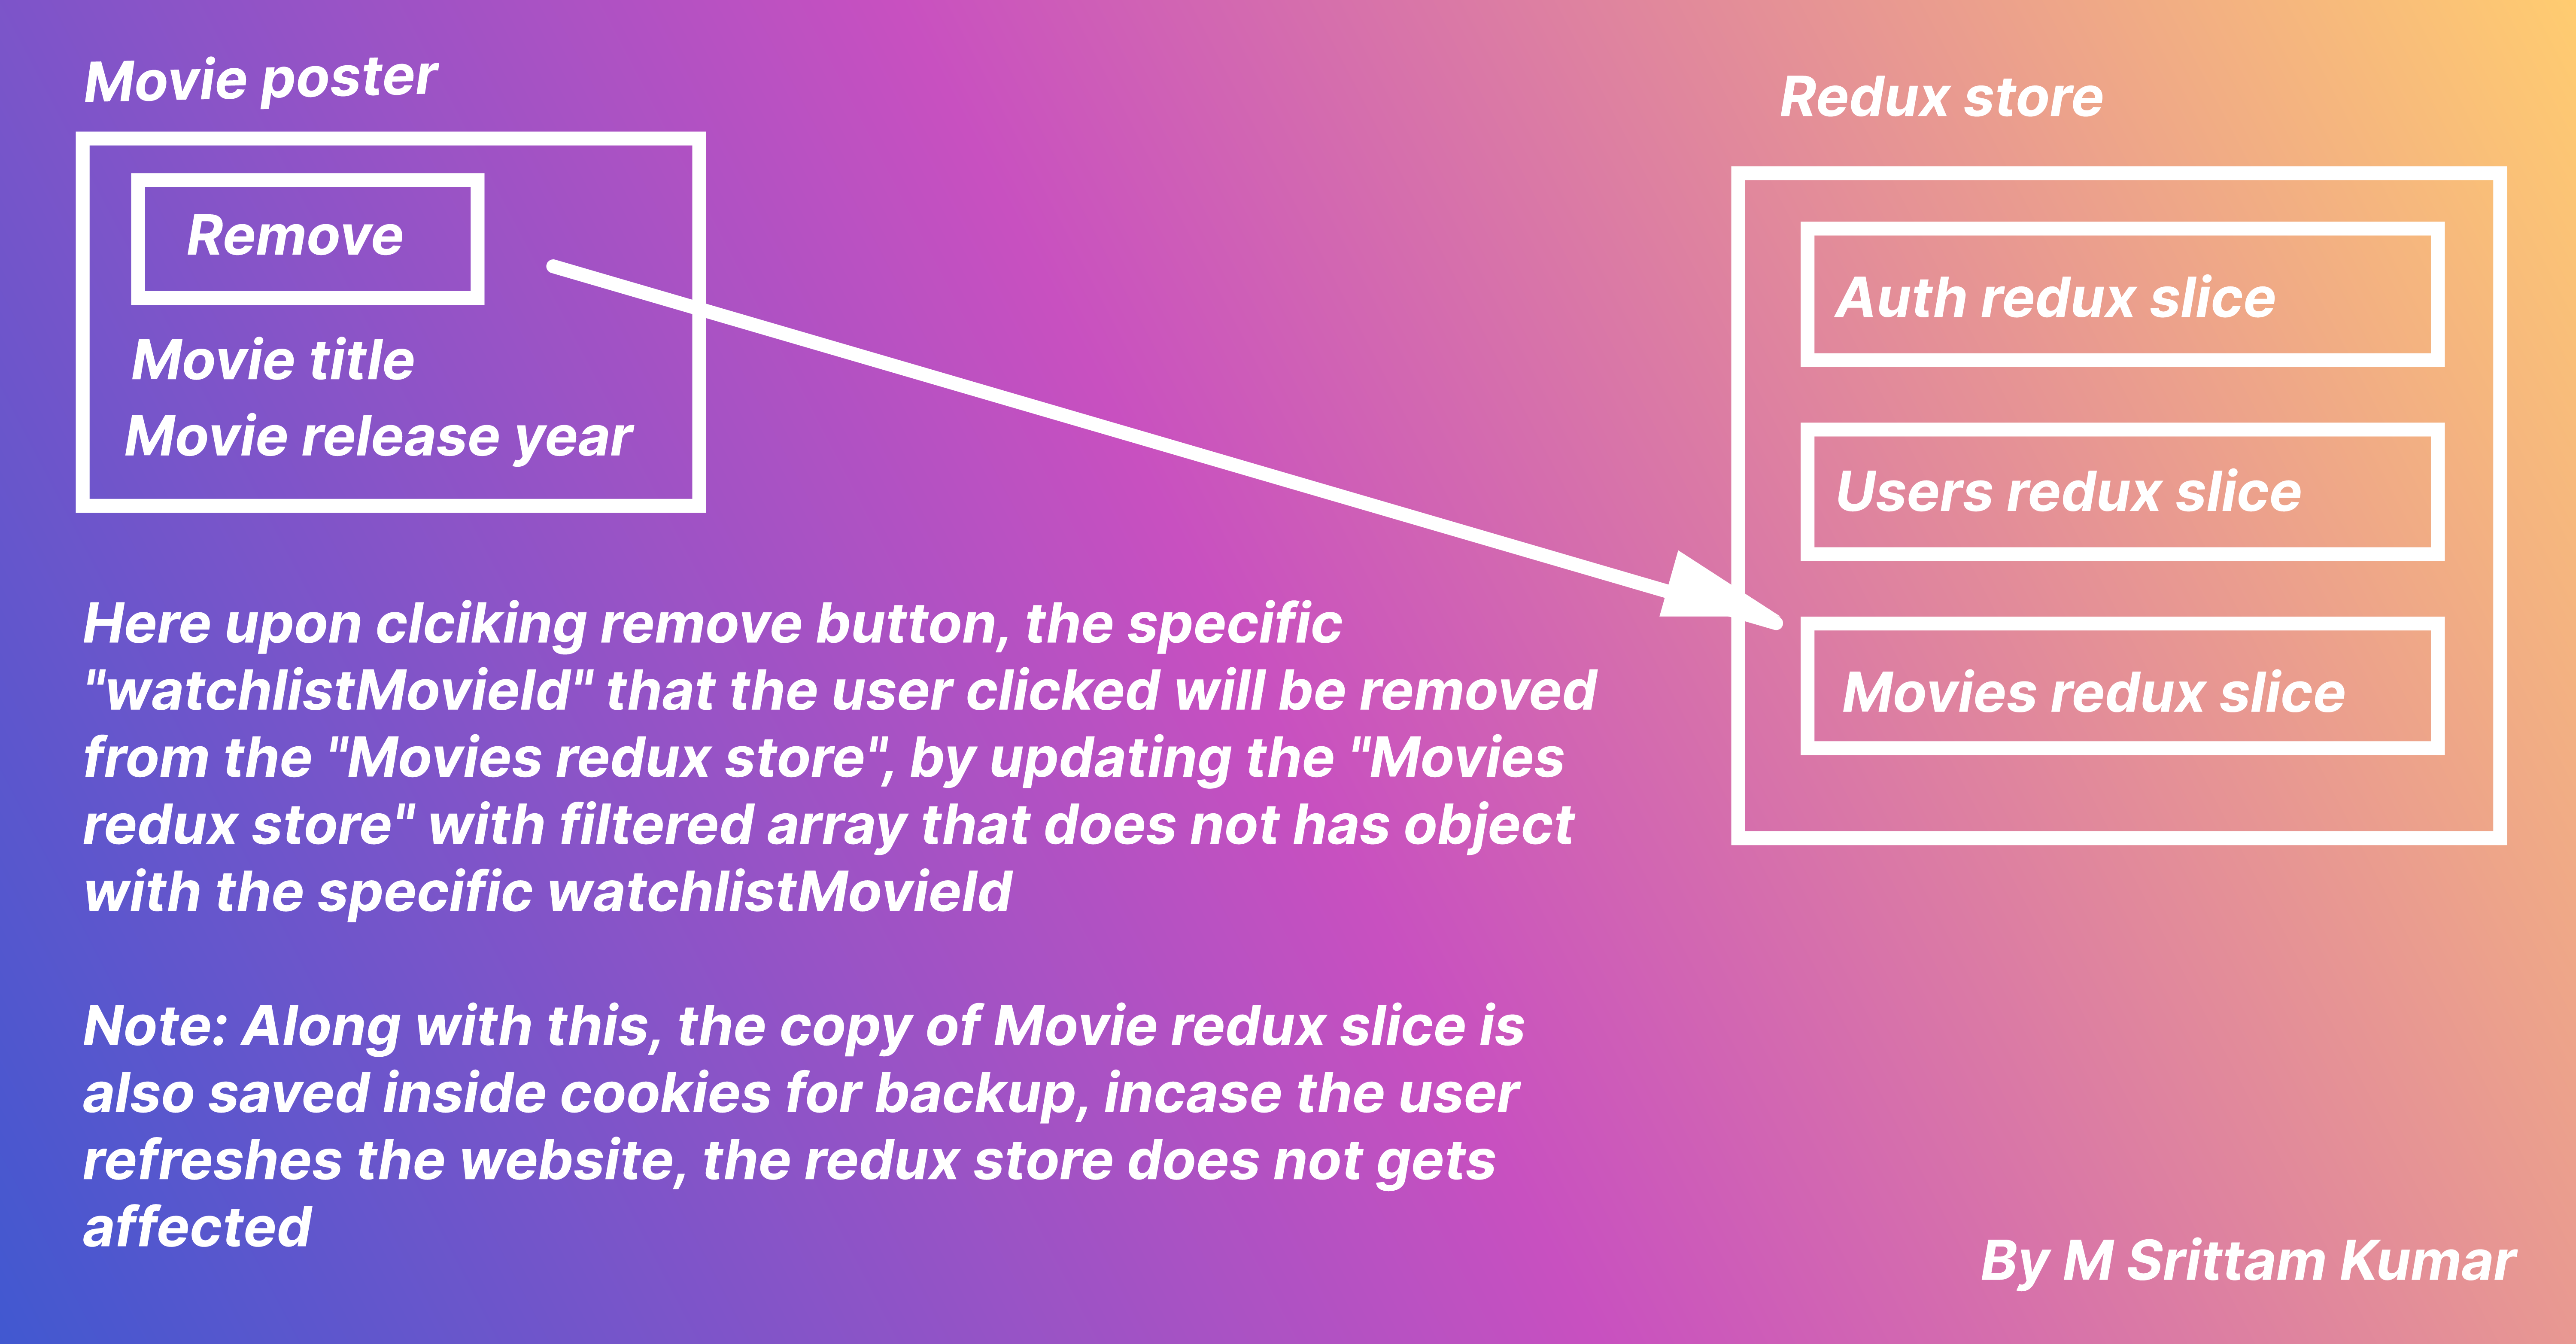 Movie poster
Remove
Movie title
Movie release year
Redux store
Auth redux slice
Users redux slice
Movies redux slice
Here upon clciking remove button, the specific
"watchlistMovieId" that the user clicked will be removed
from the "Movies redux store", by updating the "Movies
redux store" with filtered array that does not has object
with the specific watchlistMovieId
Note: Along with this, the copy of Movie redux slice is
also saved inside cookies for backup, incase the user
refreshes the website, the redux store does not gets
affected
By M Srittam Kumar